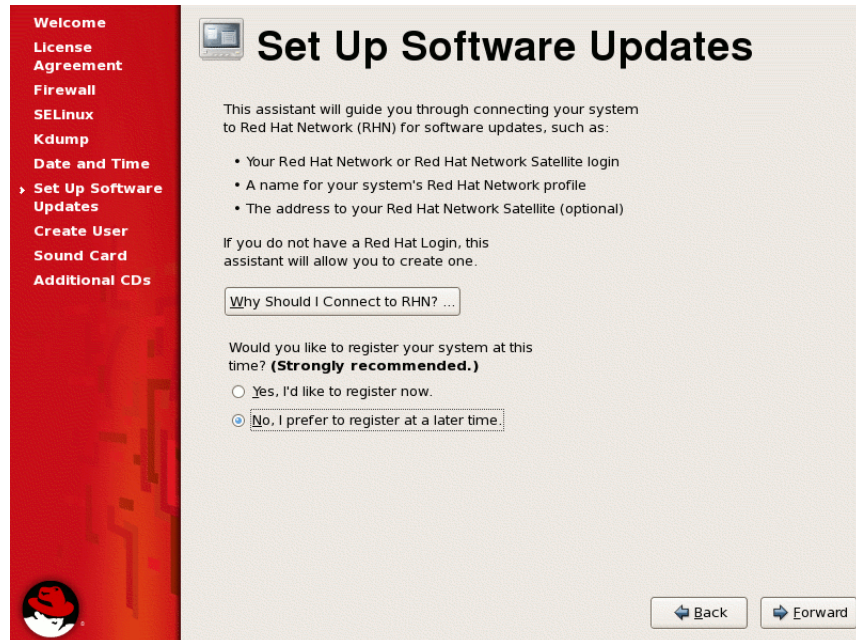 Welcome
License
Agreement
Firewall
SELinux
Kdump
Date and Time
Set Up Software
Updates
Create User
Sound Card
Additional CDs
Set Up Software Updates
This assistant will guide you through connecting your system
to Red Hat Network (RHN) for software updates, such as:
• Your Red Hat Network or Red Hat Network Satellite login
• A name for your system's Red Hat Network profile
• The address to your Red Hat Network Satellite (optional)
If you do not have a Red Hat Login, this
assistant will allow you to create one.
Why Should I Connect to RHN? ...
Would you like to register your system at this
time? (Strongly recommended.)
Yes, I'd like to register now.
No, I prefer to register at a later time.
Back
Forward